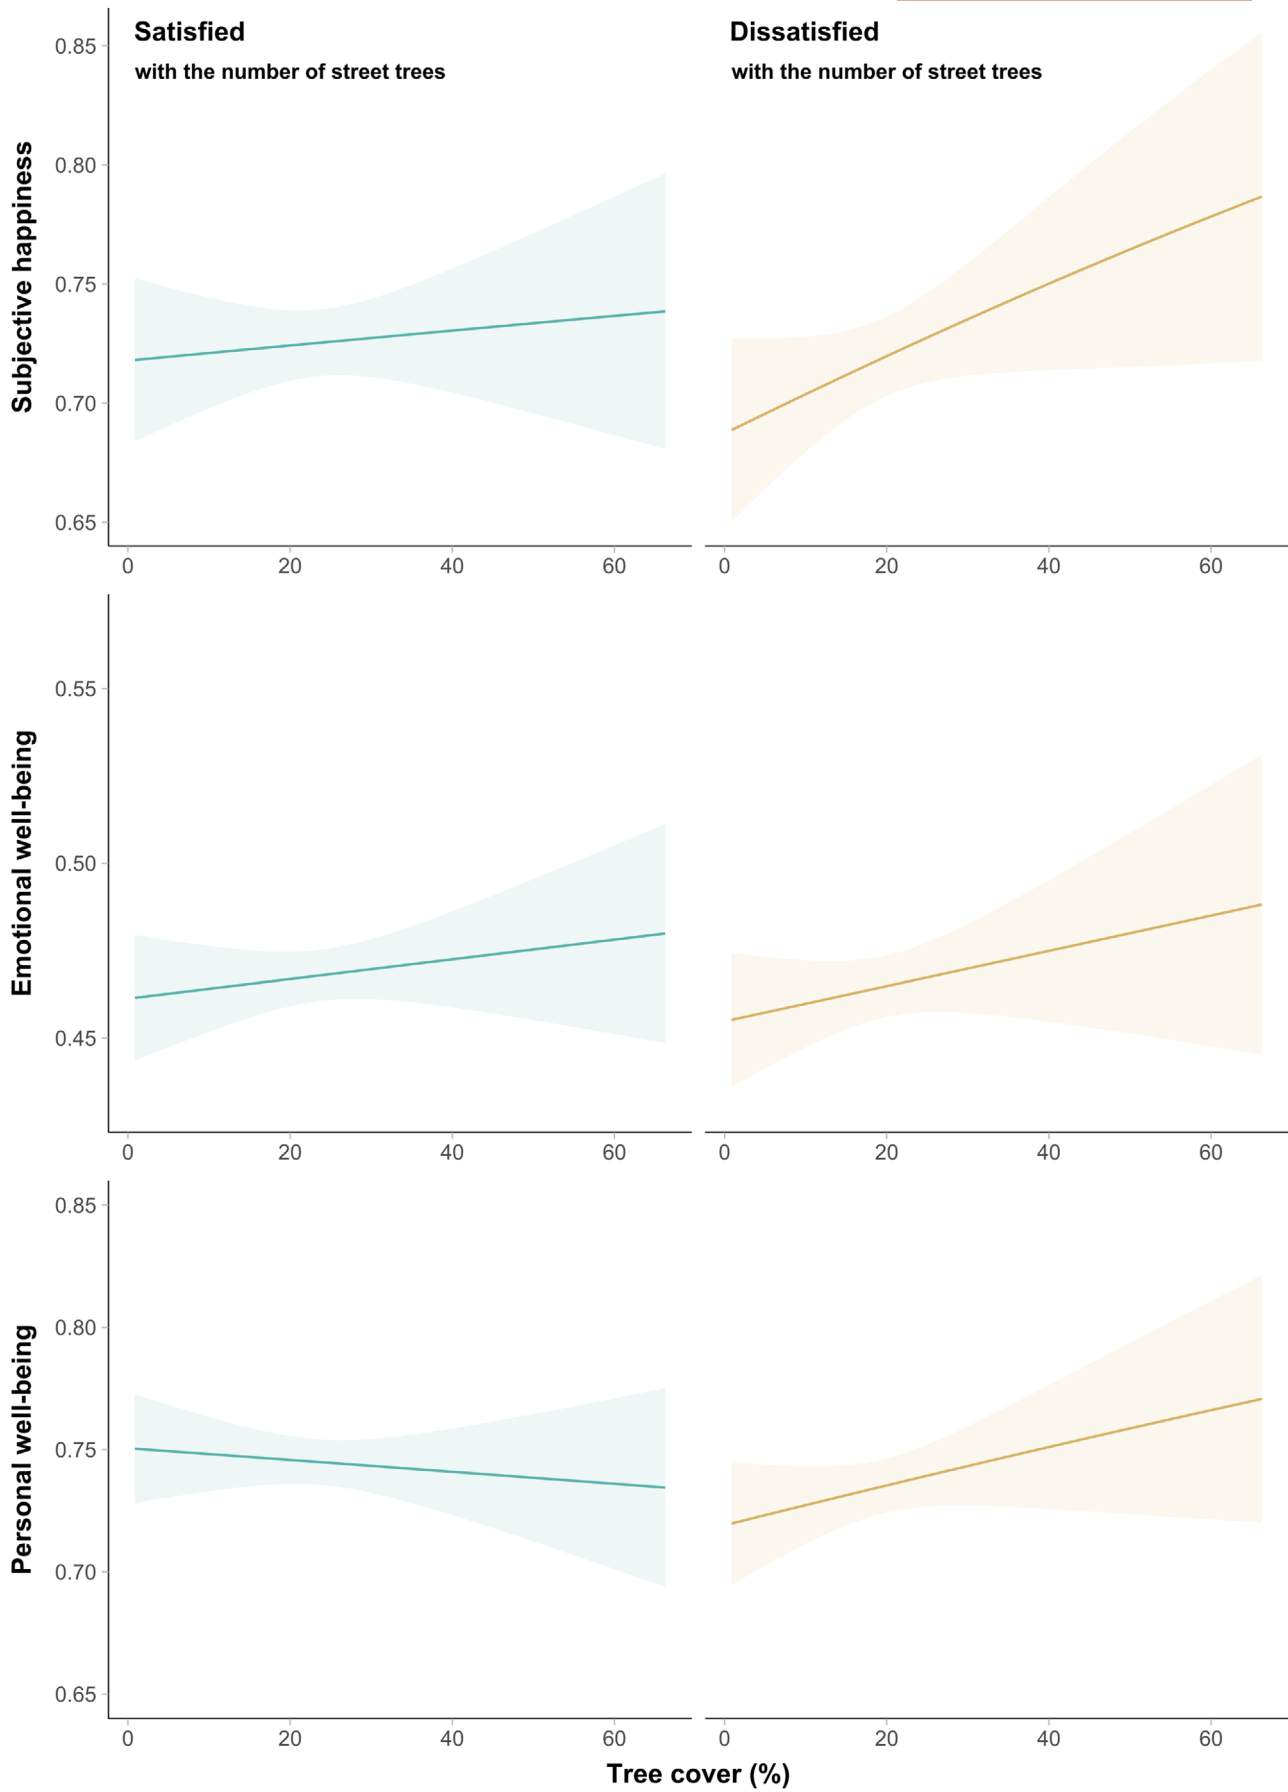 Satisfied
with the number of street trees
Dissatisfied
with the number of street trees
Subjective happiness
0.85
0.80
0.75
0.70
0.65
0 20 40 60
0 20 40 60
Emotional well-being
0.55
0.50
0.45
0 20 40 60
0 20 40 60
Personal well-being
0.85
0.80
0.75
0.70
0.65
0 20 40 60
0 20 40 60
Tree cover (%)